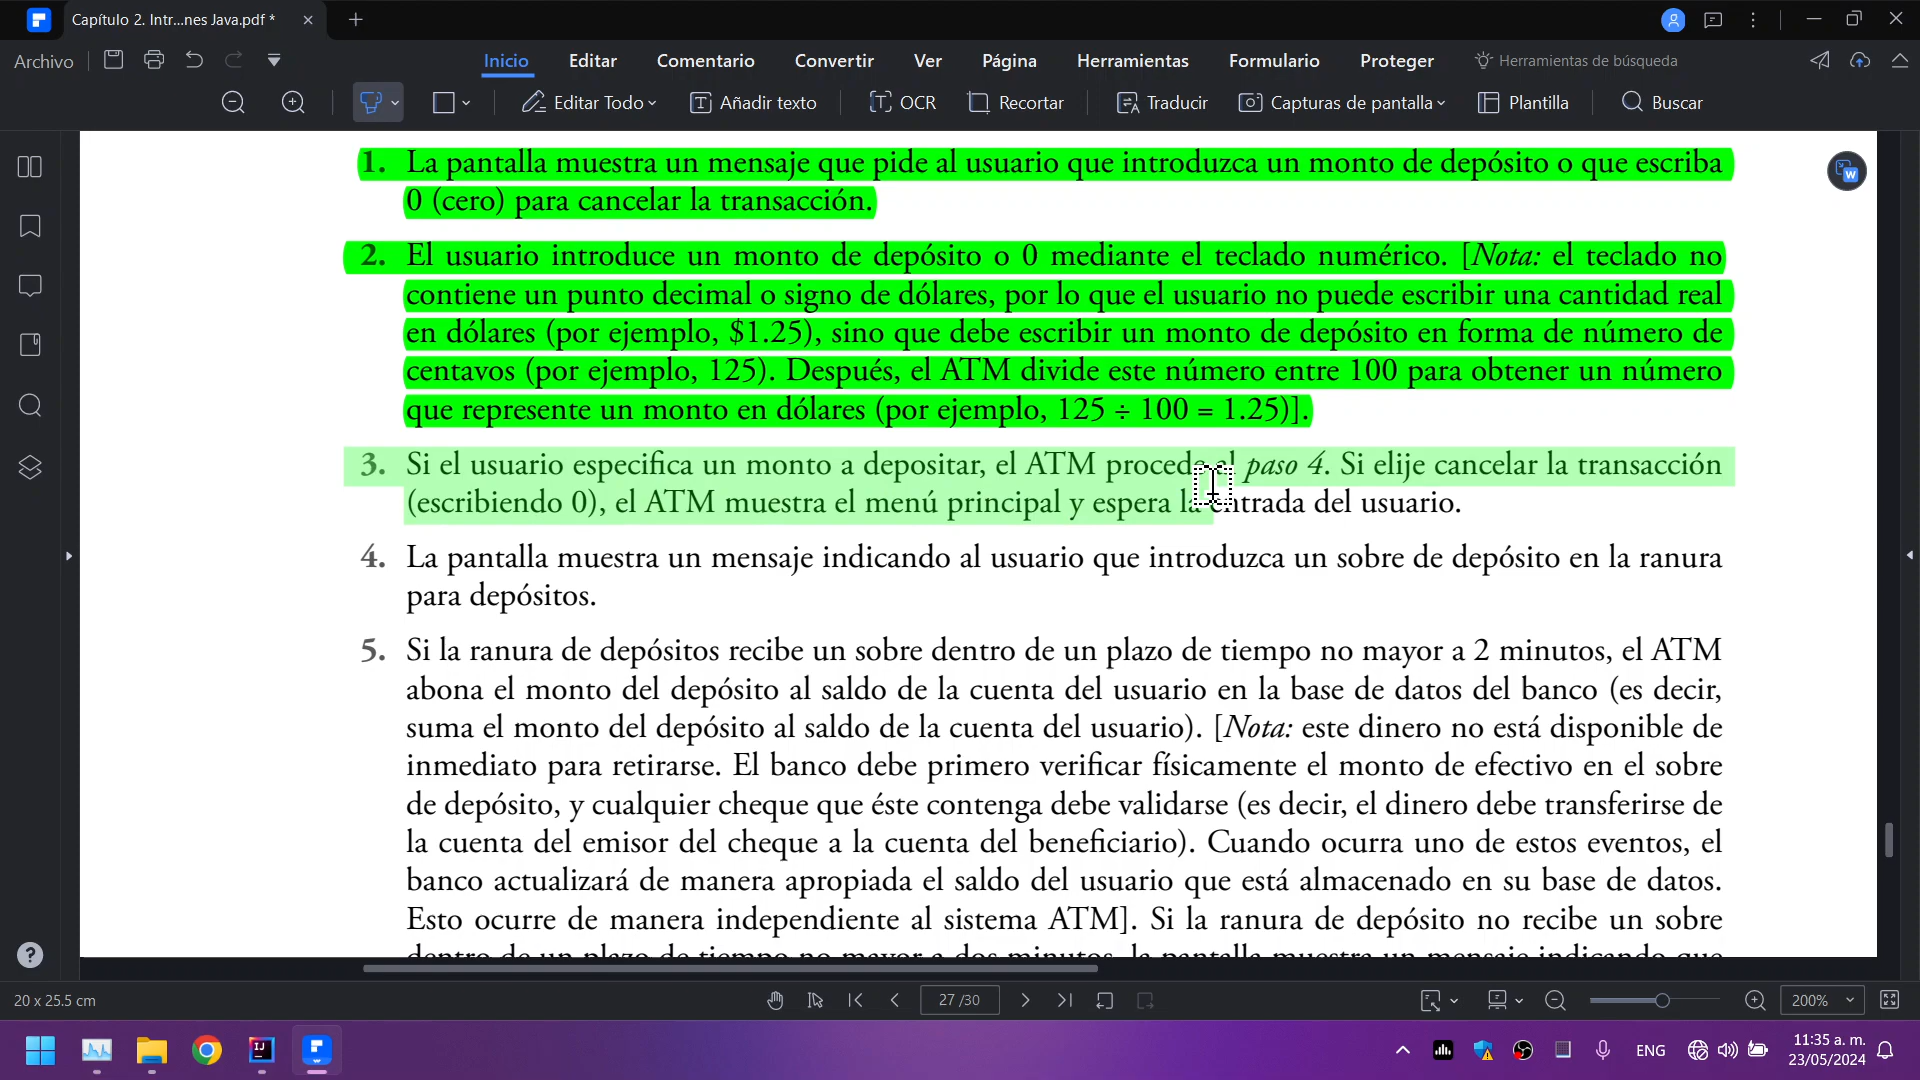 Capítulo 2. Intr...nes Java.pdf *
Archivo
Inicio
Editar
Comentario
Convertir
Ver
Página
Herramientas
Formulario
Proteger
Herramientas de búsqueda
Editar Todo
Añadir texto
OCR
Recortar
Traducir
Capturas de pantalla
Plantilla
Buscar
1. La pantalla muestra un mensaje que pide al usuario que introduzca un monto de depósito o que escriba
0 (cero) para cancelar la transacción.
2. El usuario introduce un monto de depósito o 0 mediante el teclado numérico. [Nota: el teclado no
contiene un punto decimal o signo de dólares, por lo que el usuario no puede escribir una cantidad real
en dólares (por ejemplo, $1.25), sino que debe escribir un monto de depósito en forma de número de
centavos (por ejemplo, 125). Después, el ATM divide este número entre 100 para obtener un número
que represente un monto en dólares (por ejemplo, 125 ÷ 100 = 1.25)].
3. Si el usuario especifica un monto a depositar, el ATM procede al paso 4. Si elije cancelar la transacción
(escribiendo 0), el ATM muestra el menú principal y espera la entrada del usuario.
4. La pantalla muestra un mensaje indicando al usuario que introduzca un sobre de depósito en la ranura
para depósitos.
5. Si la ranura de depósitos recibe un sobre dentro de un plazo de tiempo no mayor a 2 minutos, el ATM
abona el monto del depósito al saldo de la cuenta del usuario en la base de datos del banco (es decir,
suma el monto del depósito al saldo de la cuenta del usuario). [Nota: este dinero no está disponible de
inmediato para retirarse. El banco debe primero verificar físicamente el monto de efectivo en el sobre
de depósito, y cualquier cheque que éste contenga debe validarse (es decir, el dinero debe transferirse de
la cuenta del emisor del cheque a la cuenta del beneficiario). Cuando ocurra uno de estos eventos, el
banco actualizará de manera apropiada el saldo del usuario que está almacenado en su base de datos.
Esto ocurre de manera independiente al sistema ATM]. Si la ranura de depósito no recibe un sobre
dentro de un plazo de tiempo no mayor a dos minutos, la pantalla muestra un mensaje indicando que
20 x 25.5 cm
27 /30
200%
ENG
11:35 a. m.
23/05/2024